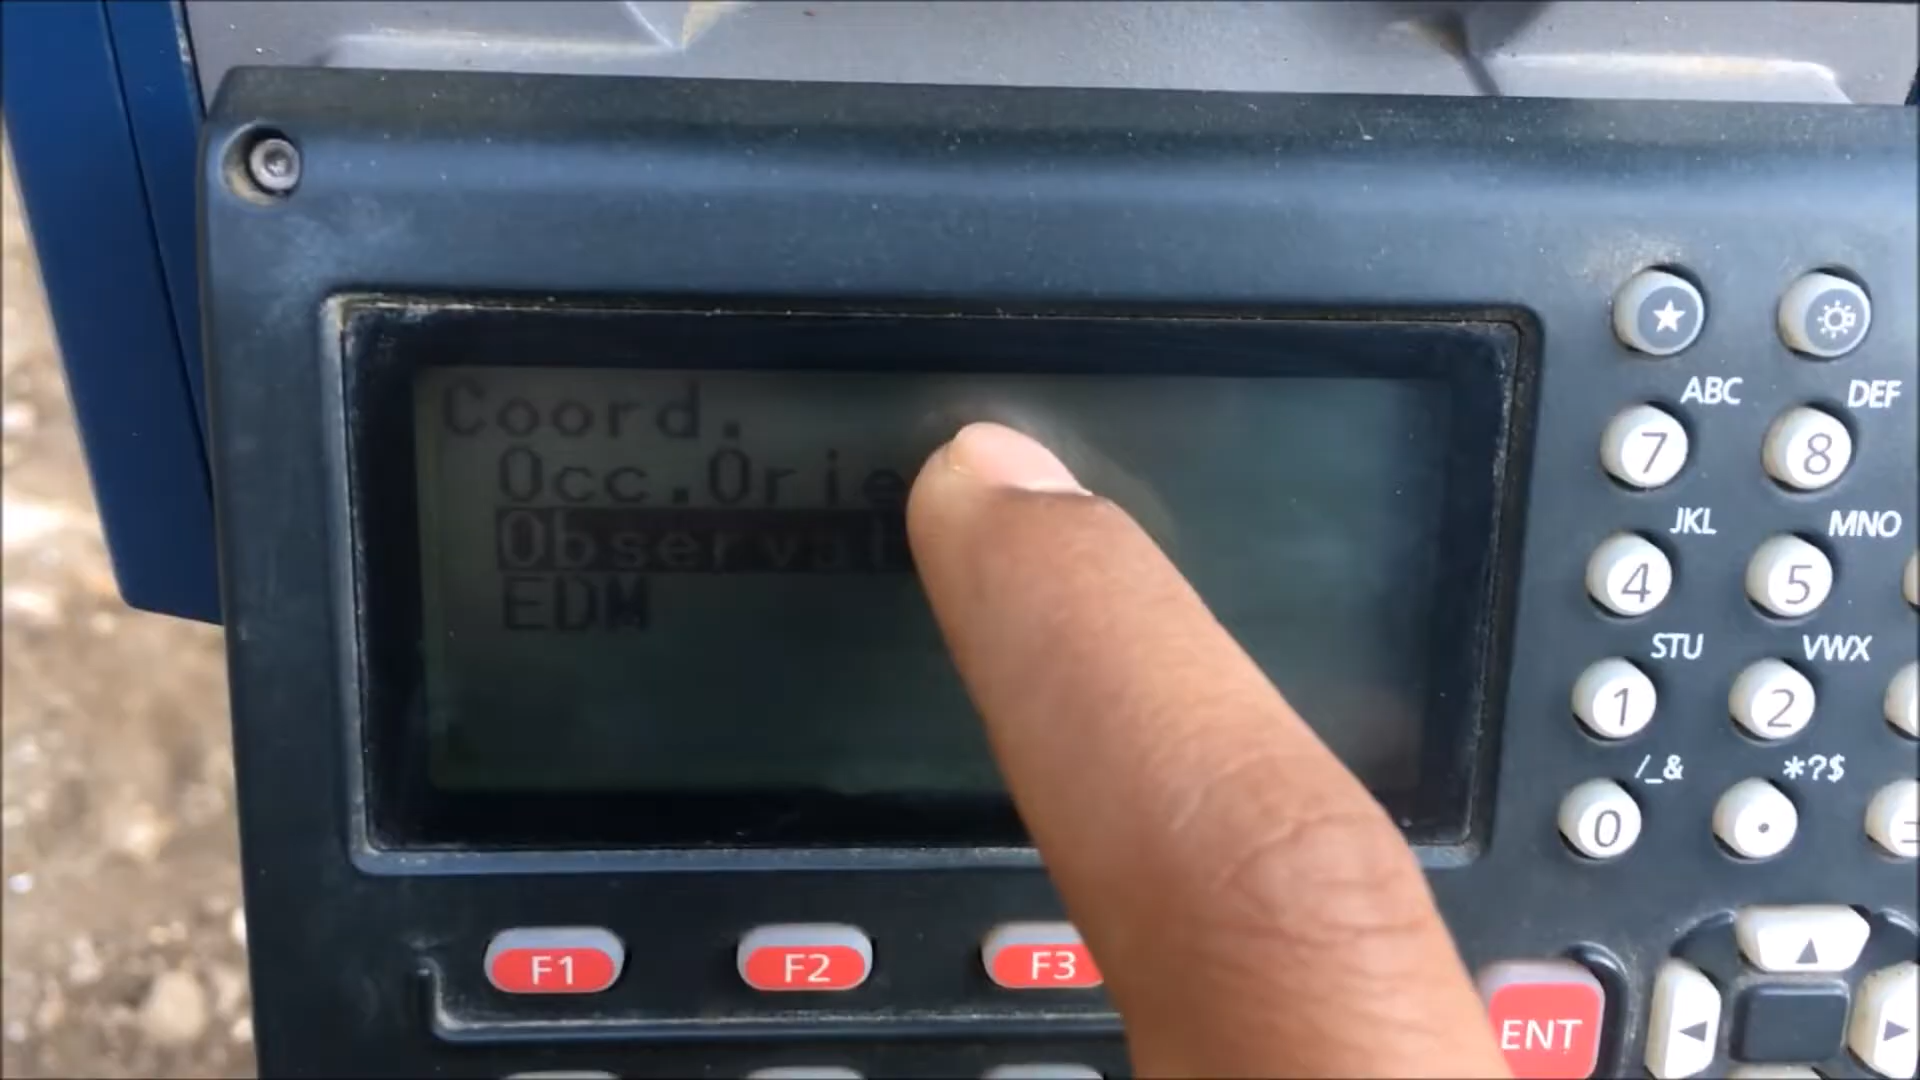 Coord.
Occ.Orie
Observat
EDM
ABC
DEF
7
8
JKL
MNO
4
5
STU
VWX
1
2
/_&
*?$
0
.
F1
F2
F3
ENT